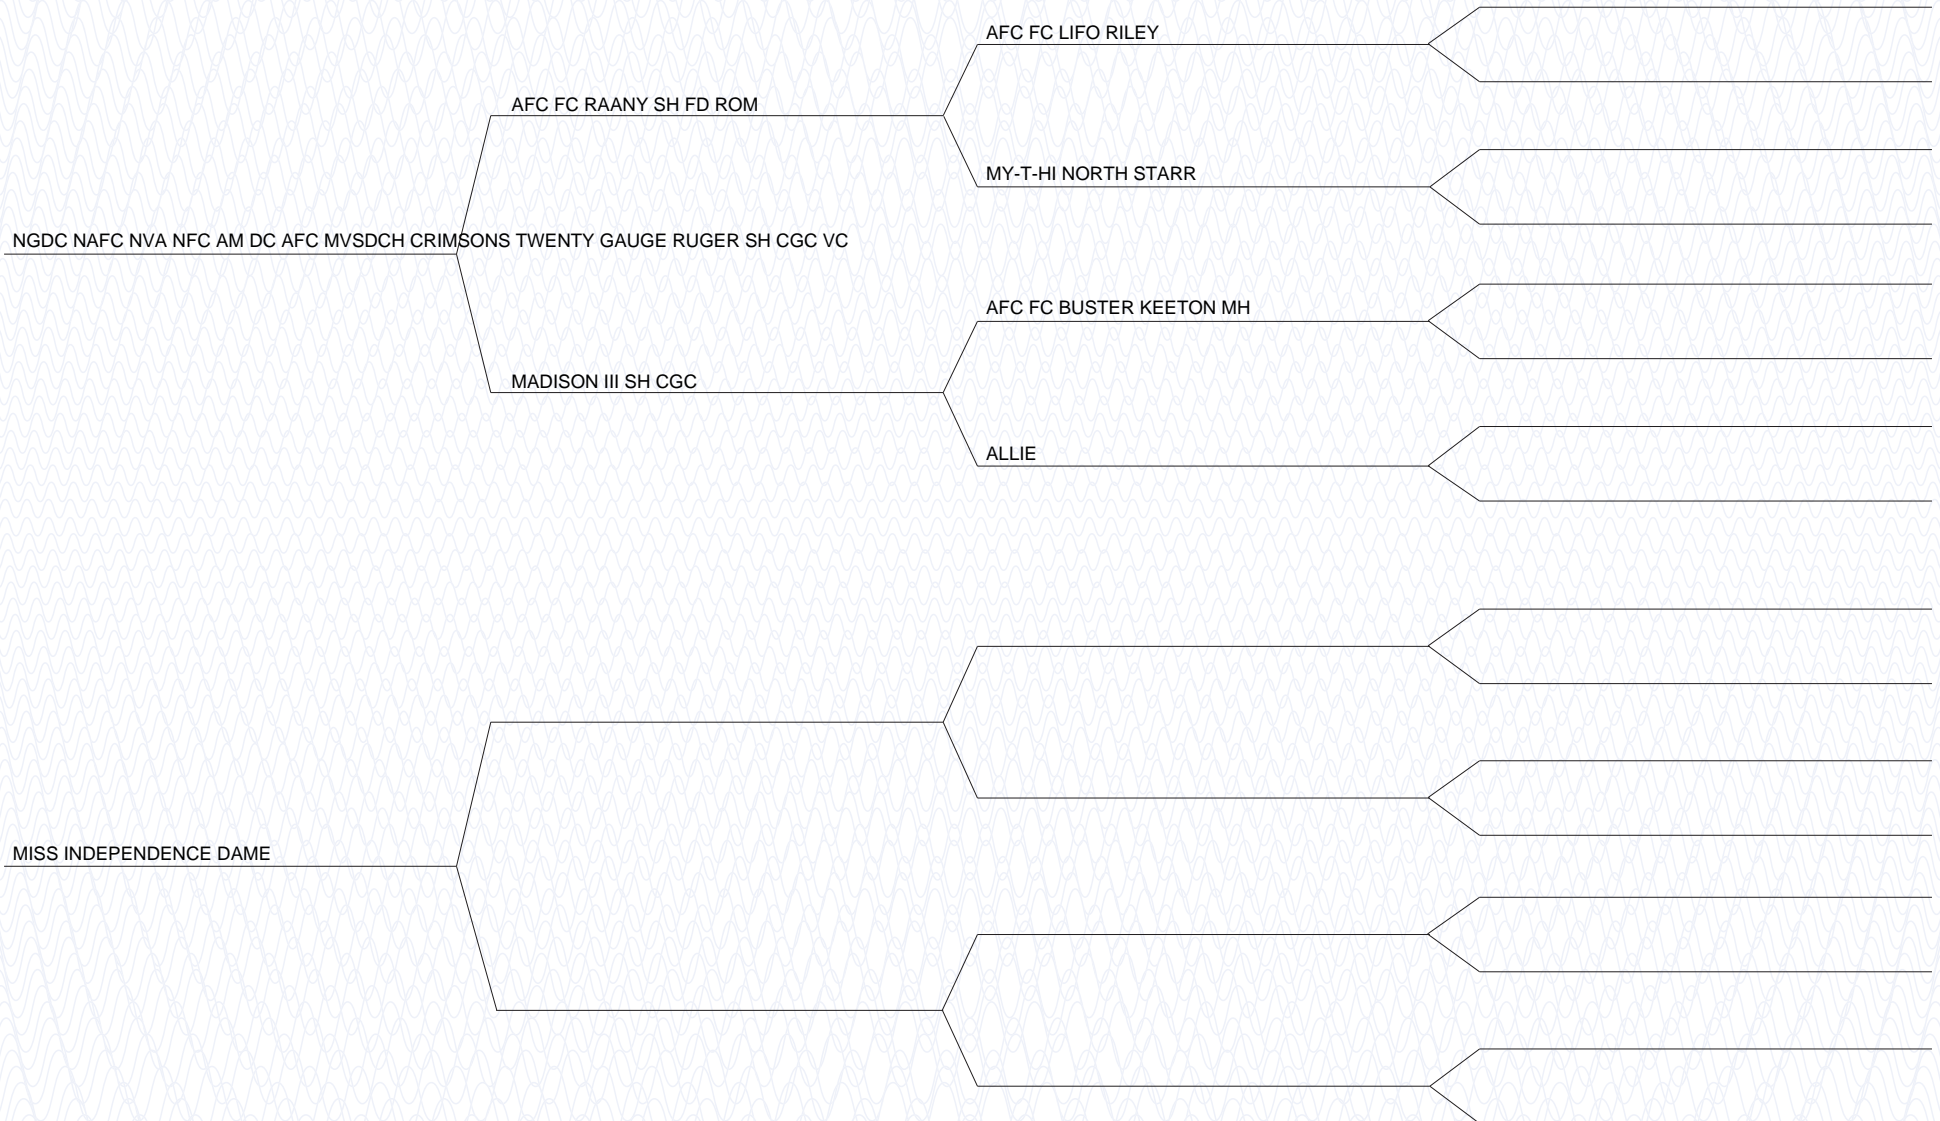 AFC FC LIFO RILEY
AFC FC RAANY SH FD ROM
MY-T-HI NORTH STARR
NGDC NAFC NVA NFC AM DC AFC MVSDCH CRIMSONS TWENTY GAUGE RUGER SH CGC VC
AFC FC BUSTER KEETON MH
MADISON III SH CGC
ALLIE
MISS INDEPENDENCE DAME